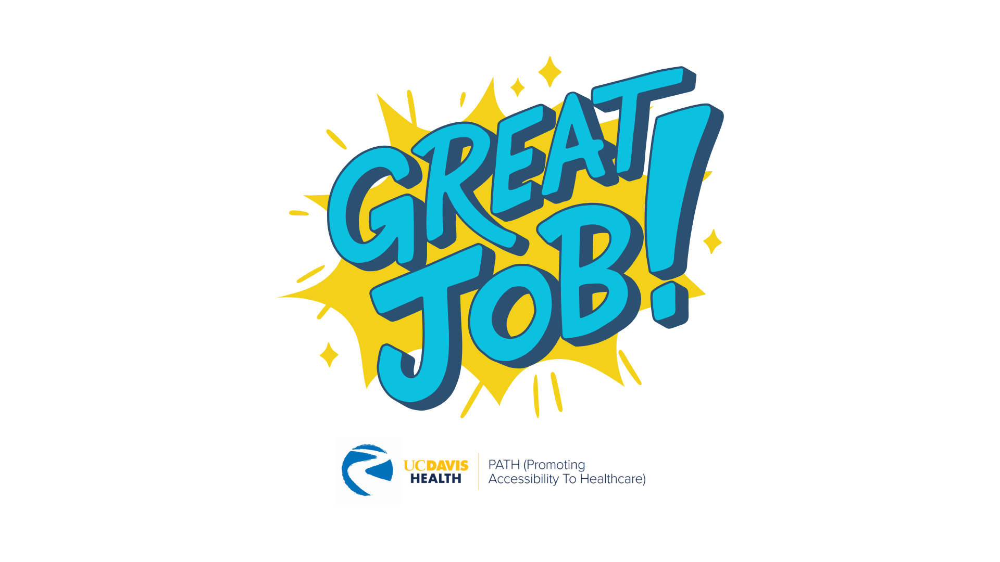 GREAT
JOB!
UCDAVIS
HEALTH
PATH (Promoting
Accessibility To Healthcare)